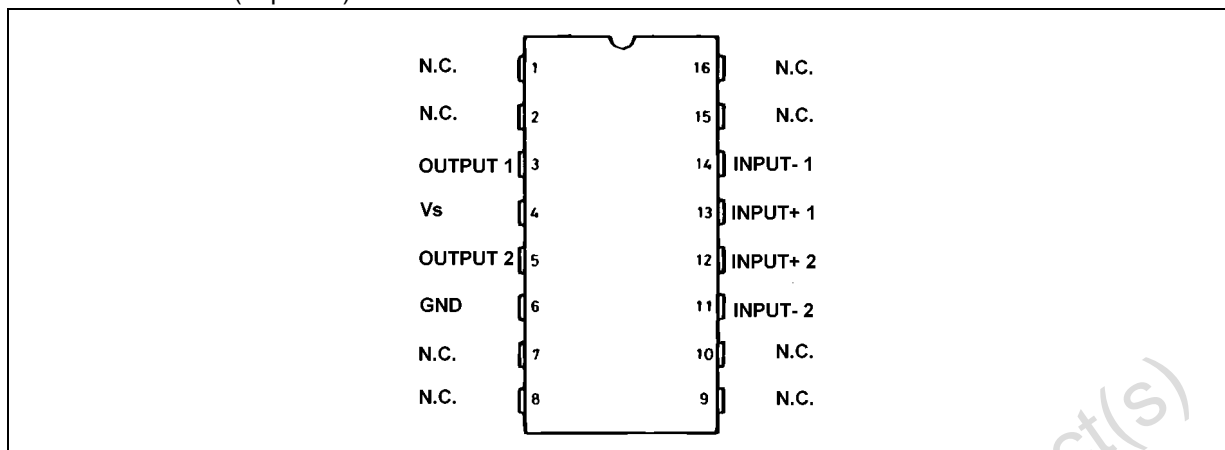 N.C. 1 16 N.C.
N.C. 2 15 N.C.
OUTPUT 1 3 14 INPUT- 1
Vs 4 13 INPUT+ 1
OUTPUT 2 5 12 INPUT+ 2
GND 6 11 INPUT- 2
N.C. 7 10 N.C.
N.C. 8 9 N.C.
ct(s)